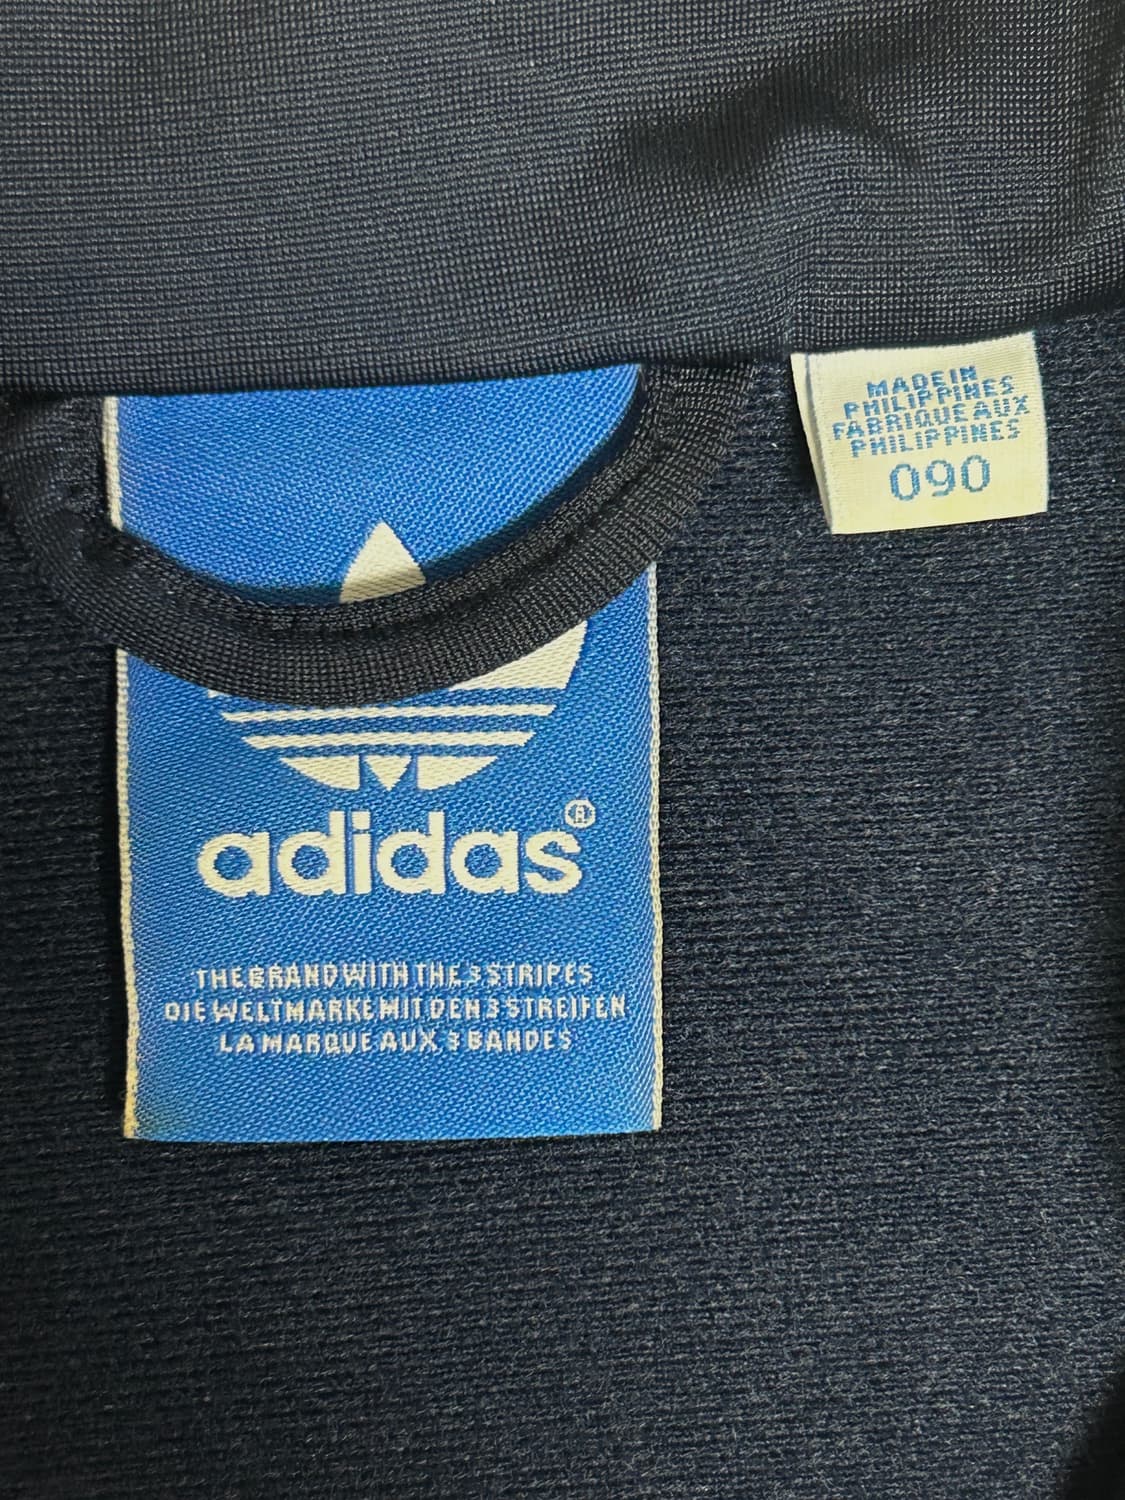 MADE IN
PHILIPPINES
FABRIQUE AUX
PHILIPPINES
090
adidas®
THE BRAND WITH THE 3 STRIPES
DIE WELTMARKE MIT DEN 3 STREIFEN
LA MARQUE AUX 3 BANDES